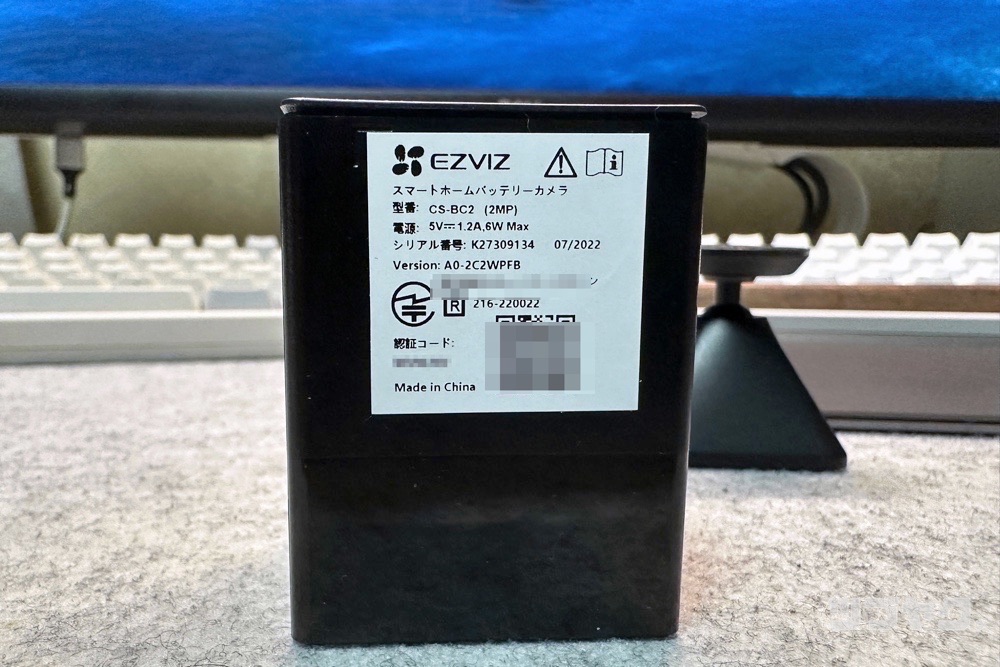 EZVIZ
スマートホームバッテリーカメラ
型番: CS-BC2 (2MP)
電源: 5V⎓1.2A,6W Max
シリアル番号: K27309134 07/2022
Version: A0-2C2WPFB
ン
R 216-220022
認証コード:
Made in China